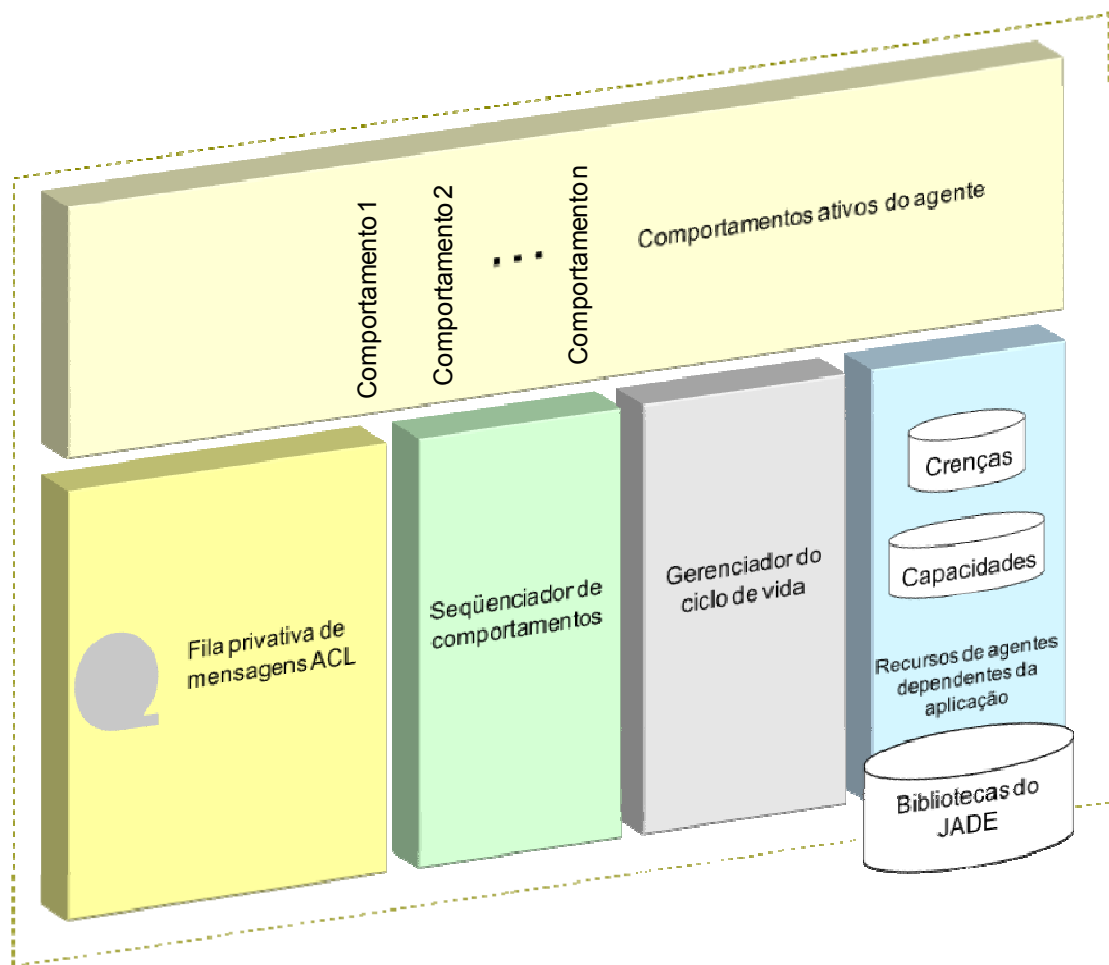 Comportamento 1
Comportamento 2
...
Comportamento n
Comportamentos ativos do agente
Fila privativa de
mensagens ACL
Seqüenciador de
comportamentos
Gerenciador do
ciclo de vida
Crenças
Capacidades
Recursos de agentes
dependentes da
aplicação
Bibliotecas do
JADE